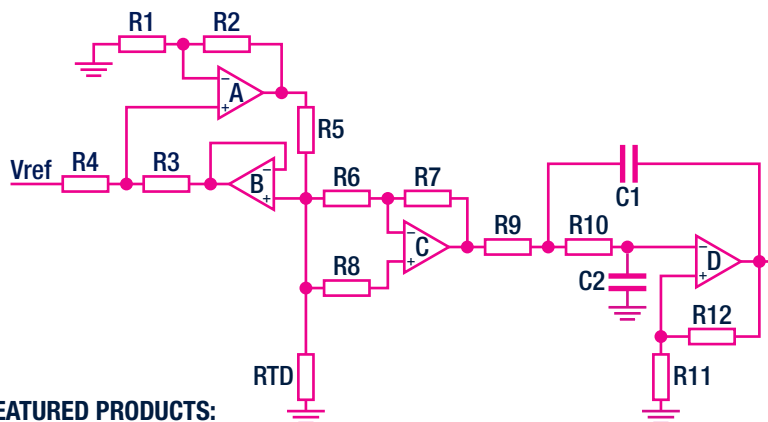 R1 R2
A
R5
Vref R4 R3
B
R6 R7
C
R8
R9 R10
C1
C2
D
R12
R11
RTD
EATURED PRODUCTS: